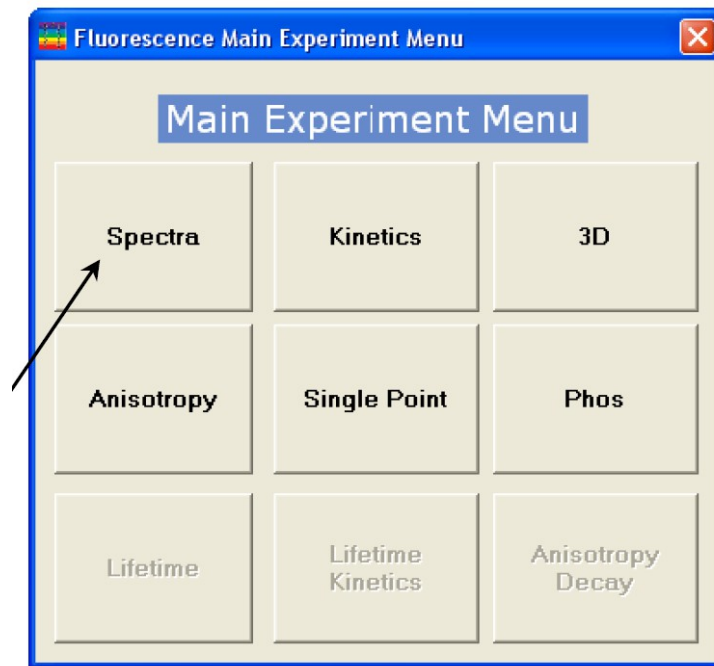 Fluorescence Main Experiment Menu
Main Experiment Menu
Spectra
Kinetics
3D
Anisotropy
Single Point
Phos
Lifetime
Lifetime
Kinetics
Anisotropy
Decay